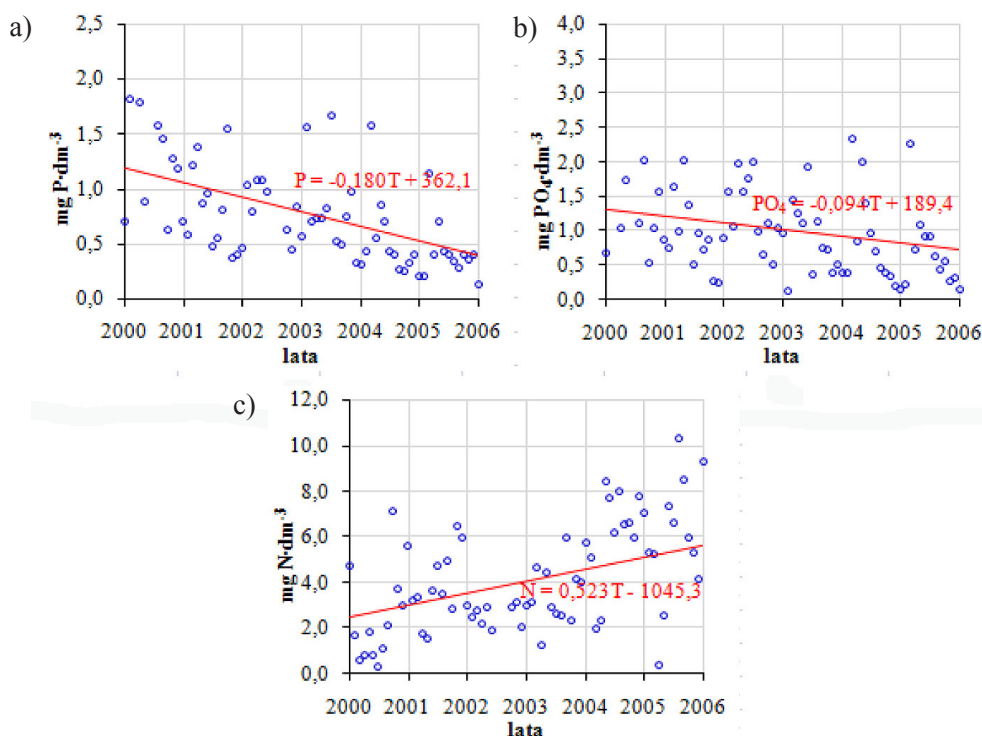 a)
mg P·dm-3
2,5
2,0
1,5
1,0
0,5
0,0
P = -0,180T + 362,1
2000 2001 2002 2003 2004 2005 2006
lata
b)
mg PO4·dm-3
4,0
3,5
3,0
2,5
2,0
1,5
1,0
0,5
0,0
PO4 = -0,094T + 189,4
2000 2001 2002 2003 2004 2005 2006
lata
c)
mg N·dm-3
12,0
10,0
8,0
6,0
4,0
2,0
0,0
N = 0,523T - 1045,3
2000 2001 2002 2003 2004 2005 2006
lata